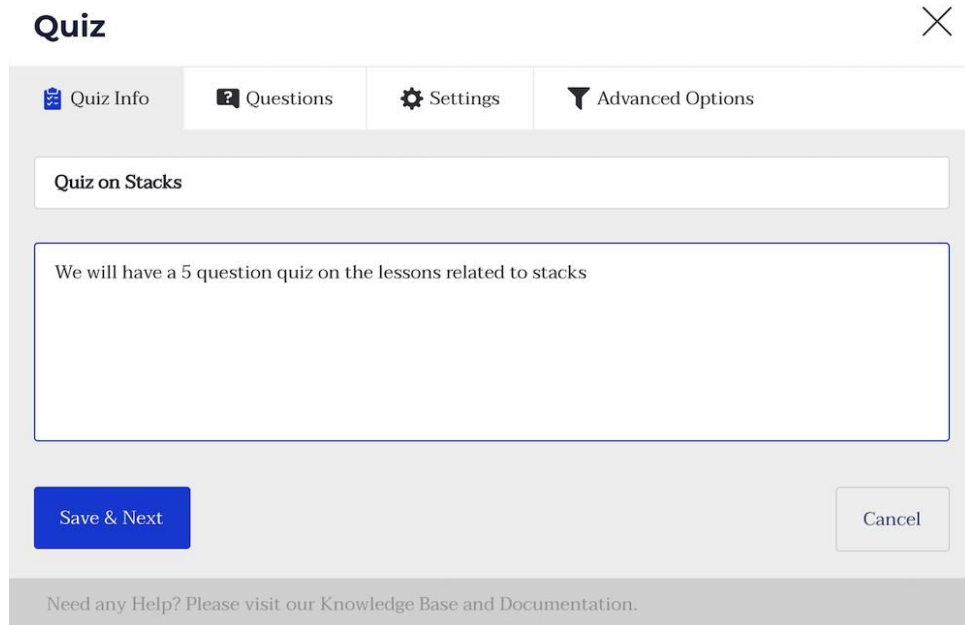 Quiz
Quiz Info
Questions
Settings
Advanced Options
Quiz on Stacks
We will have a 5 question quiz on the lessons related to stacks
Save & Next
Cancel
Need any Help? Please visit our Knowledge Base and Documentation.